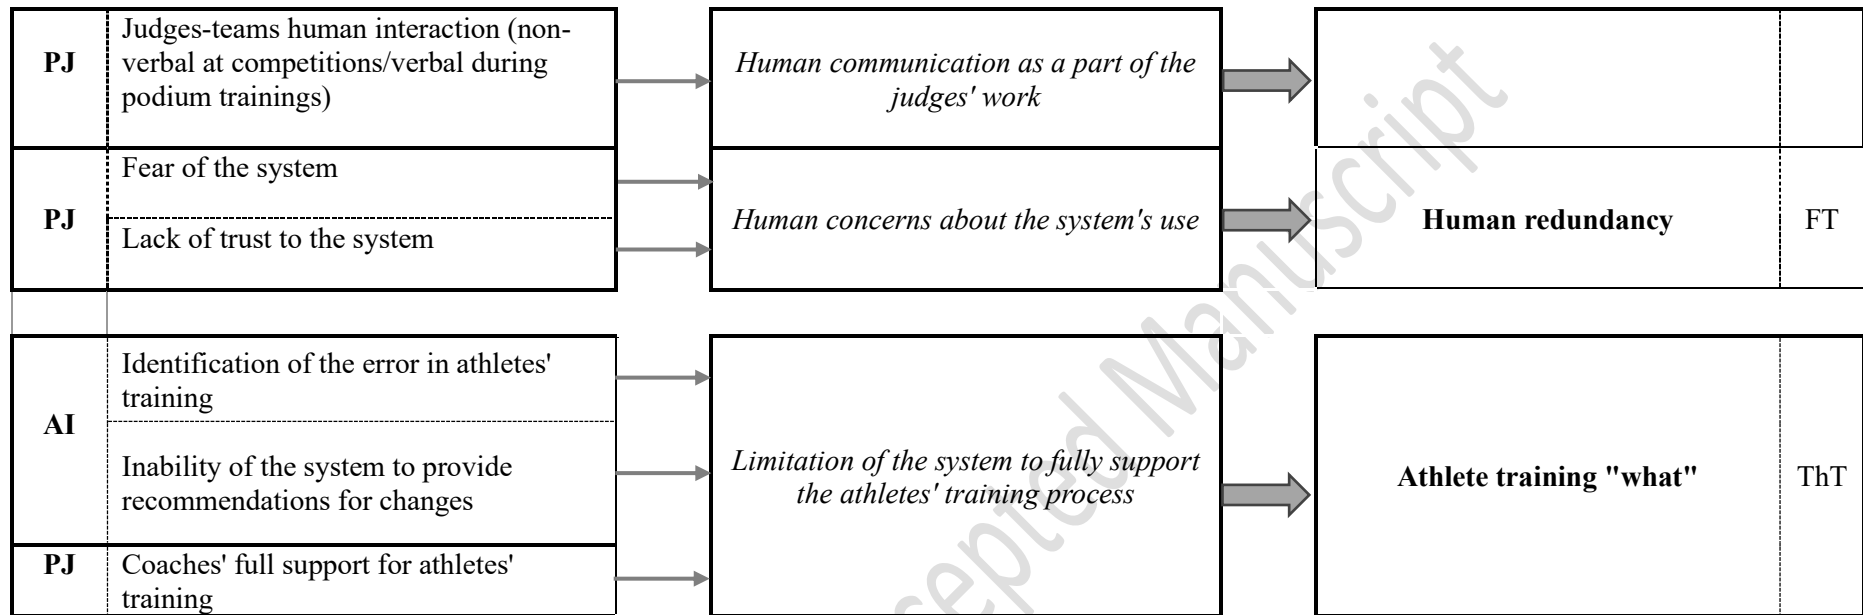 PJ
Judges-teams human interaction (non-
verbal at competitions/verbal during
podium trainings)
Human communication as a part of the
judges' work
PJ
Fear of the system
Lack of trust to the system
Human concerns about the system's use
Human redundancy
FT
AI
Identification of the error in athletes'
training
Inability of the system to provide
recommendations for changes
PJ
Coaches' full support for athletes'
training
Limitation of the system to fully support
the athletes' training process
Athlete training "what"
ThT
epted Manuscript